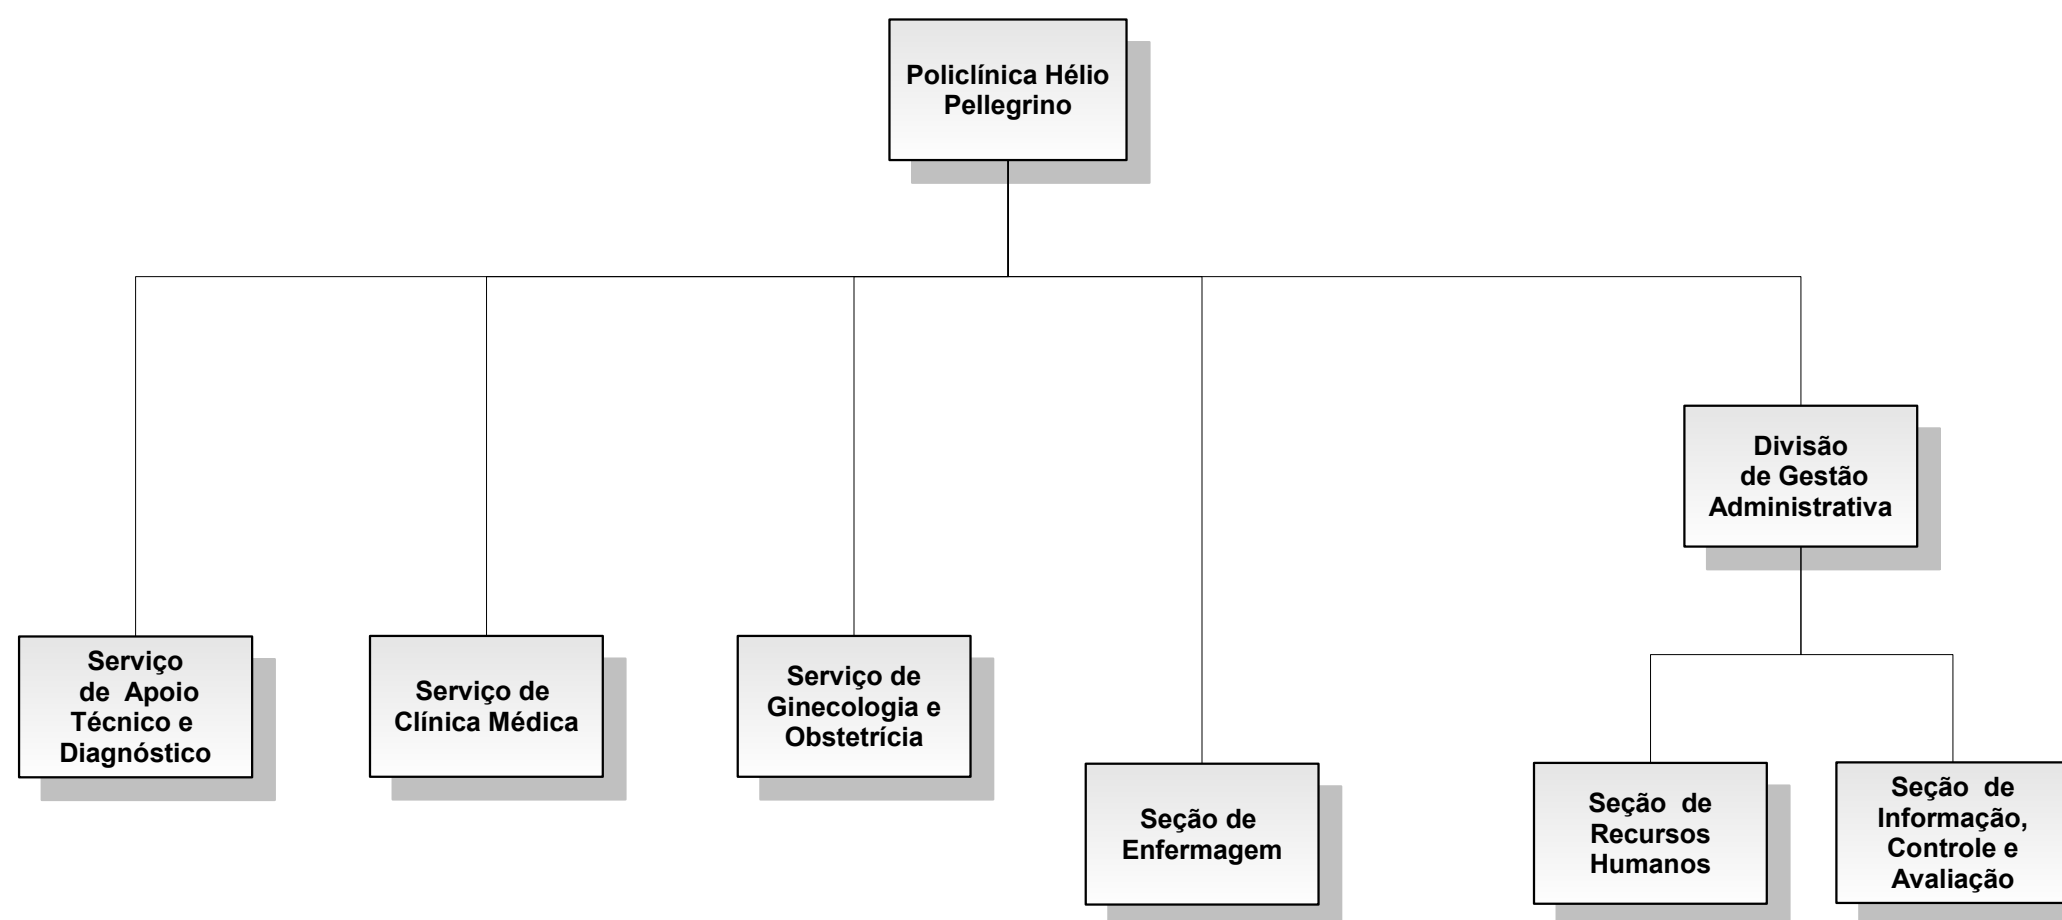 Policlínica Hélio
Pellegrino
Divisão
de Gestão
Administrativa
Serviço
de Apoio
Técnico e
Diagnóstico
Serviço de
Clínica Médica
Serviço de
Ginecologia e
Obstetrícia
Seção de
Enfermagem
Seção de
Recursos
Humanos
Seção de
Informação,
Controle e
Avaliação